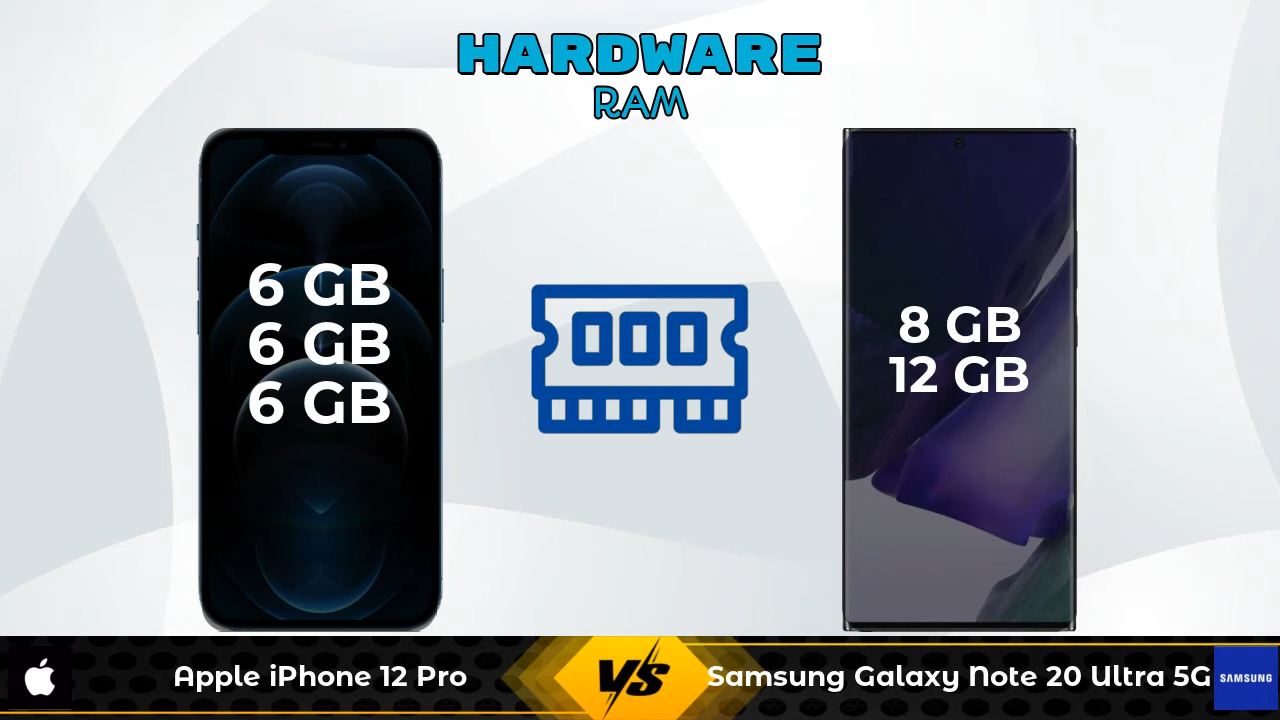 HARDWARE
RAM
6 GB
6 GB
6 GB
8 GB
12 GB
Apple iPhone 12 Pro
VS
Samsung Galaxy Note 20 Ultra 5G
SAMSUNG